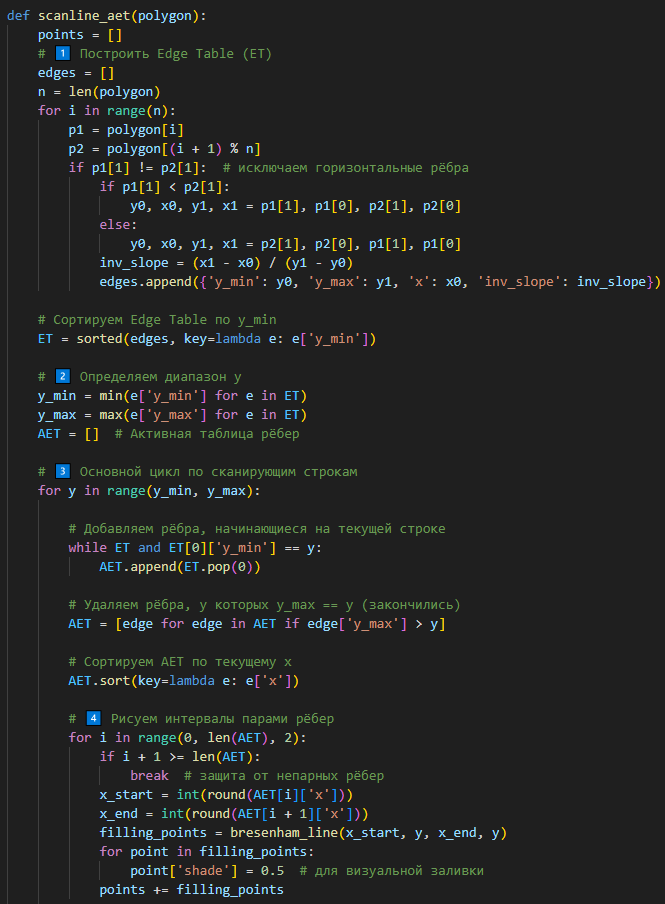 def scanline_aet(polygon):
    points = []
    # 1️⃣ Построить Edge Table (ET)
    edges = []
    n = len(polygon)
    for i in range(n):
        p1 = polygon[i]
        p2 = polygon[(i + 1) % n]
        if p1[1] != p2[1]:  # исключаем горизонтальные рёбра
            if p1[1] < p2[1]:
                y0, x0, y1, x1 = p1[1], p1[0], p2[1], p2[0]
            else:
                y0, x0, y1, x1 = p2[1], p2[0], p1[1], p1[0]
            inv_slope = (x1 - x0) / (y1 - y0)
            edges.append({'y_min': y0, 'y_max': y1, 'x': x0, 'inv_slope': inv_slope})
    # Сортируем Edge Table по y_min
    ET = sorted(edges, key=lambda e: e['y_min'])
    # 2️⃣ Определяем диапазон y
    y_min = min(e['y_min'] for e in ET)
    y_max = max(e['y_max'] for e in ET)
    AET = []  # Активная таблица рёбер
    # 3️⃣ Основной цикл по сканирующим строкам
    for y in range(y_min, y_max):
        # Добавляем рёбра, начинающиеся на текущей строке
        while ET and ET[0]['y_min'] == y:
            AET.append(ET.pop(0))
        # Удаляем рёбра, у которых y_max == y (закончились)
        AET = [edge for edge in AET if edge['y_max'] > y]
        # Сортируем AET по текущему x
        AET.sort(key=lambda e: e['x'])
        # 4️⃣ Рисуем интервалы парами рёбер
        for i in range(0, len(AET), 2):
            if i + 1 >= len(AET):
                break  # защита от непарных рёбер
            x_start = int(round(AET[i]['x']))
            x_end = int(round(AET[i + 1]['x']))
            filling_points = bresenham_line(x_start, y, x_end, y)
            for point in filling_points:
                point['shade'] = 0.5  # для визуальной заливки
            points += filling_points